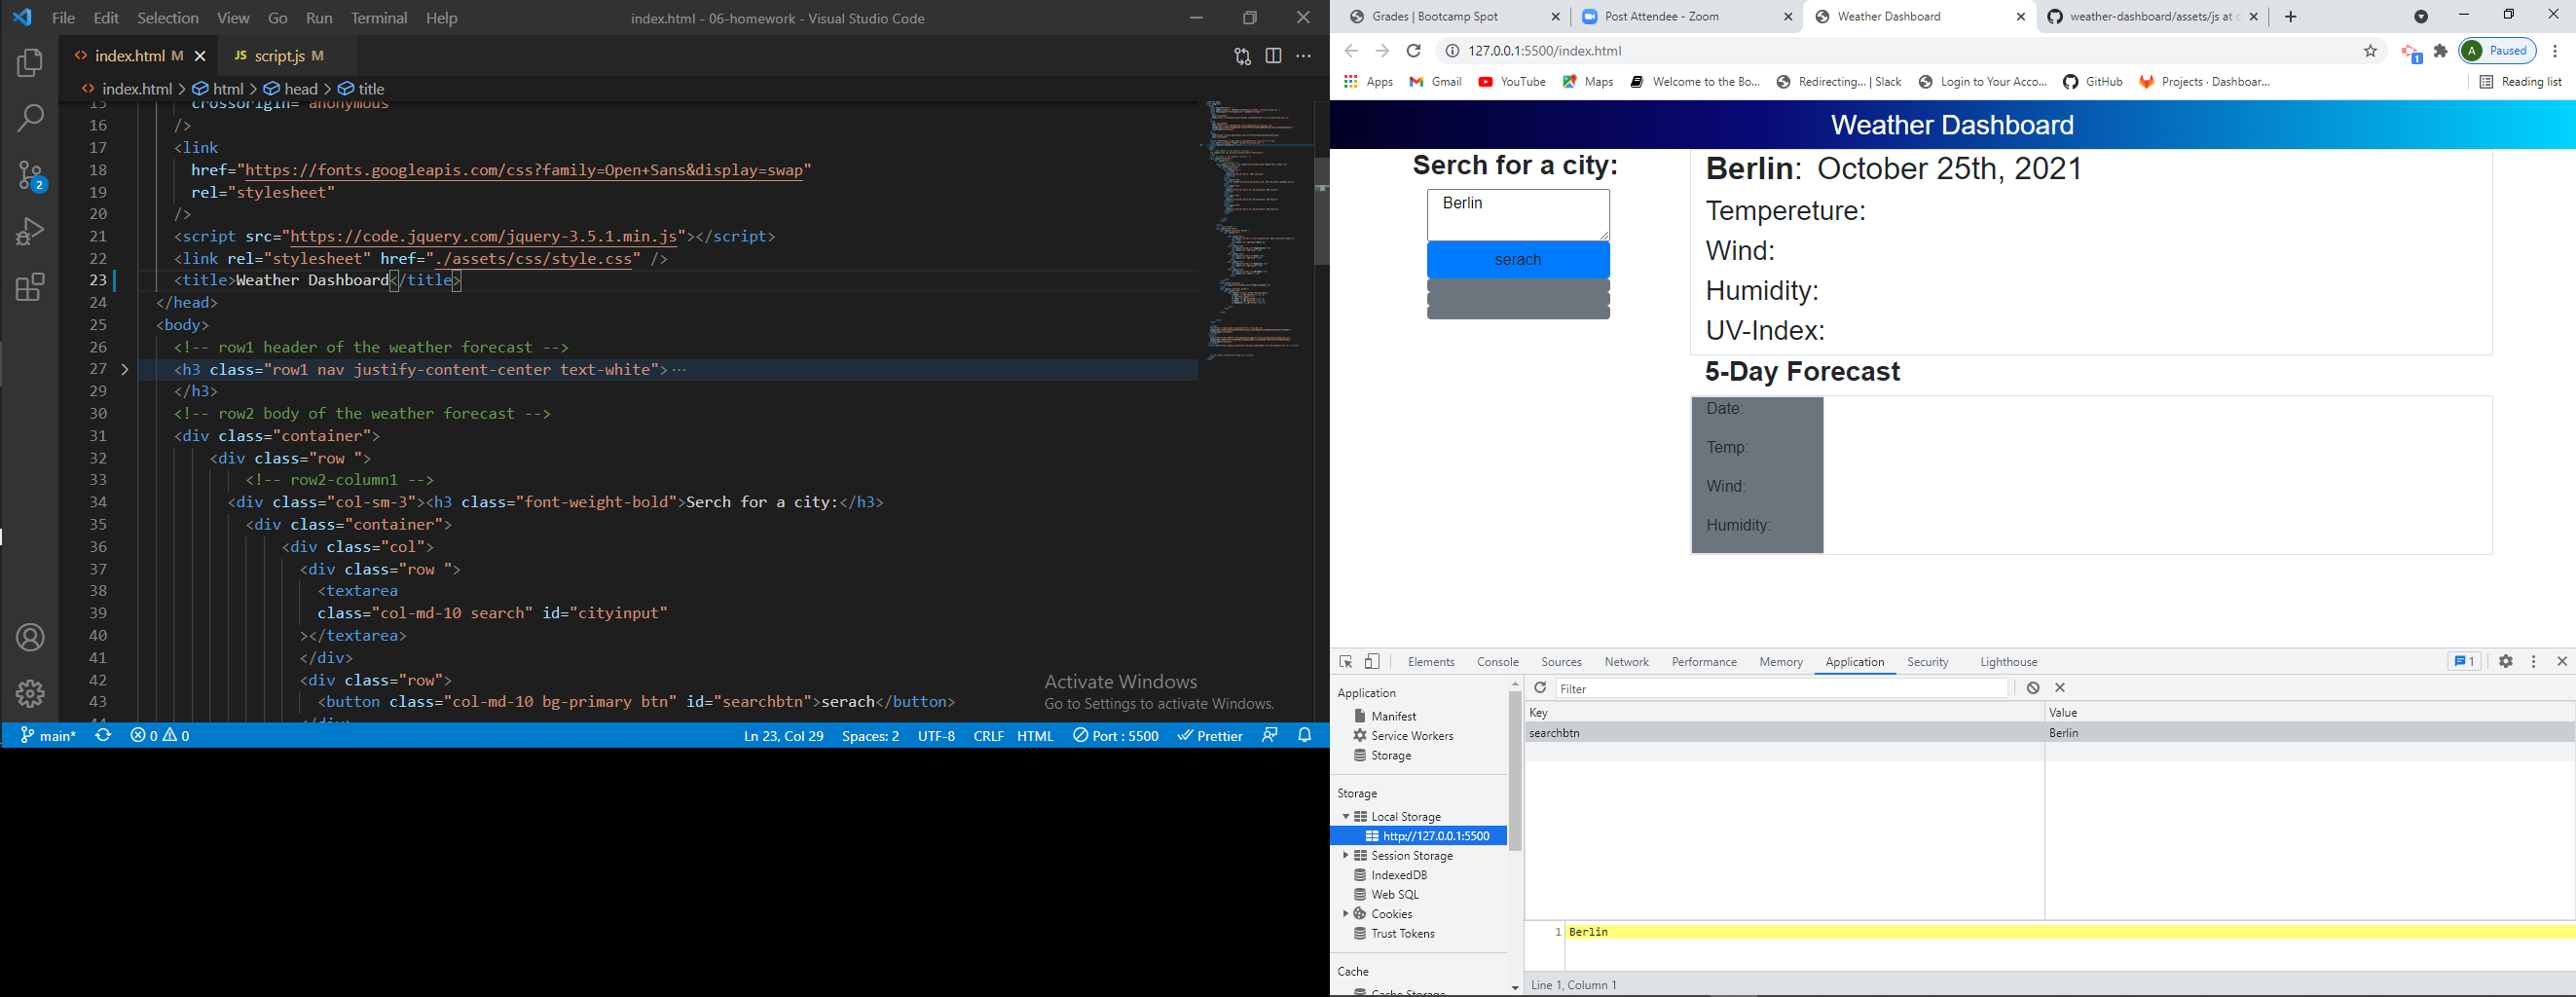 File Edit Selection View Go Run Terminal Help
index.html - 06-homework - Visual Studio Code
index.html M
JS script.js M
index.html > html > head > title
15 crossorigin="anonymous"
16 />
17 <link
18 href="https://fonts.googleapis.com/css?family=Open+Sans&display=swap"
19 rel="stylesheet"
20 />
21 <script src="https://code.jquery.com/jquery-3.5.1.min.js"></script>
22 <link rel="stylesheet" href="./assets/css/style.css" />
23 <title>Weather Dashboard</title>
24 </head>
25 <body>
26 <!-- row1 header of the weather forecast -->
27 <h3 class="row1 nav justify-content-center text-white">···
29 </h3>
30 <!-- row2 body of the weather forecast -->
31 <div class="container">
32 <div class="row ">
33 <!-- row2-column1 -->
34 <div class="col-sm-3"><h3 class="font-weight-bold">Serch for a city:</h3>
35 <div class="container">
36 <div class="col">
37 <div class="row ">
38 <textarea
39 class="col-md-10 search" id="cityinput"
40 ></textarea>
41 </div>
42 <div class="row">
43 <button class="col-md-10 bg-primary btn" id="searchbtn">serach</button>
44 </div>
Activate Windows
Go to Settings to activate Windows.
2
main* 0 0 Ln 23, Col 29 Spaces: 2 UTF-8 CRLF HTML Port : 5500 Prettier
Grades | Bootcamp Spot
Post Attendee - Zoom
Weather Dashboard
weather-dashboard/assets/js at
127.0.0.1:5500/index.html
1
A Paused
Apps Gmail YouTube Maps Welcome to the Bo... Redirecting... | Slack Login to Your Acco... GitHub Projects · Dashboar... Reading list
Weather Dashboard
Serch for a city:
Berlin
serach
Berlin: October 25th, 2021
Tempereture:
Wind:
Humidity:
UV-Index:
5-Day Forecast
Date:
Temp:
Wind:
Humidity:
Elements Console Sources Network Performance Memory Application Security Lighthouse 1
Application
Manifest
Service Workers
Storage
Storage
Local Storage
http://127.0.0.1:5500
Session Storage
IndexedDB
Web SQL
Cookies
Trust Tokens
Cache
Cache Storage
Filter
Key Value
searchbtn Berlin
1 Berlin
Line 1, Column 1